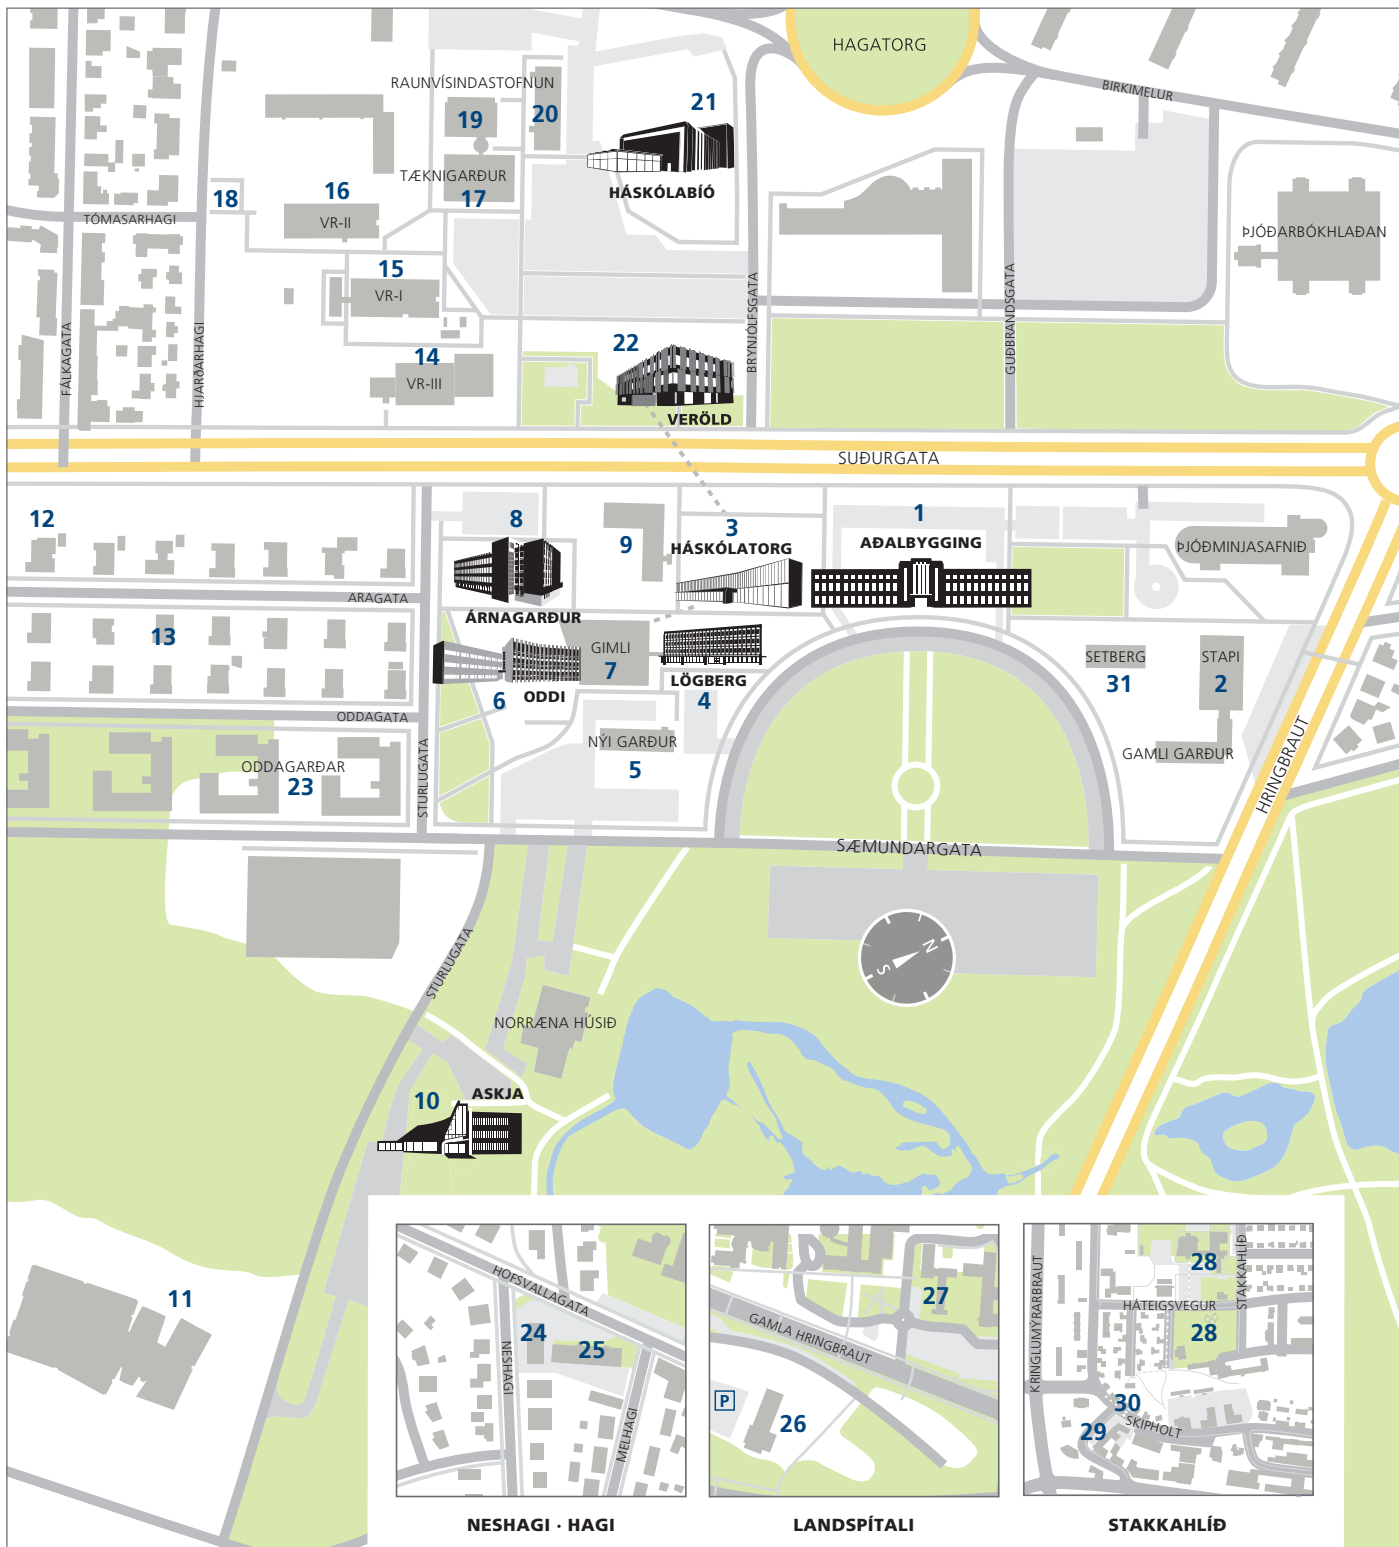 HAGATORG
RAUNVÍSINDASTOFNUN
BIRKIMELUR
21
20
19
HÁSKÓLABÍÓ
TÆKNIGARÐUR
17
16
18
TÓMASARHAGI
VR-II
ÞJÓÐARBÓKHLAÐAN
15
VR-I
BRYNJÓLFSGATA
GUÐBRANDSGATA
FÁLKAGATA
HJARÐARHAGI
22
14
VR-III
VERÖLD
SUÐURGATA
12
8
9
3
HÁSKÓLATORG
1
AÐALBYGGING
ÞJÓÐMINJASAFNIÐ
ARAGATA
ÁRNAGARÐUR
13
GIMLI
7
LÖGBERG
4
SETBERG
31
STAPI
2
6
ODDI
ODDAGATA
NÝI GARÐUR
5
GAMLI GARÐUR
ODDAGARÐAR
23
STURLUGATA
HRINGBRAUT
SÆMUNDARGATA
STURLUGATA
N
S
NORRÆNA HÚSIÐ
ASKJA
10
11
HOFSVALLAGATA
24
25
NESHAGI
MELHAGI
NESHAGI · HAGI
27
GAMLA HRINGBRAUT
P
26
LANDSPÍTALI
KRINGLUMÝRARBRAUT
28
STAKKAHLÍÐ
HÁTEIGSVEGUR
28
30
29
SKIPHOLT
STAKKAHLÍÐ